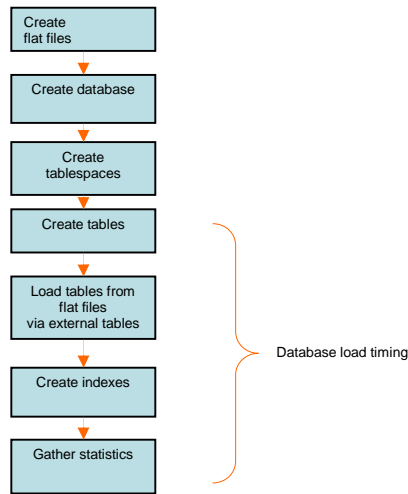 Create
flat files
Create database
Create
tablespaces
Create tables
Load tables from
flat files
via external tables
Create indexes
Gather statistics
Database load timing